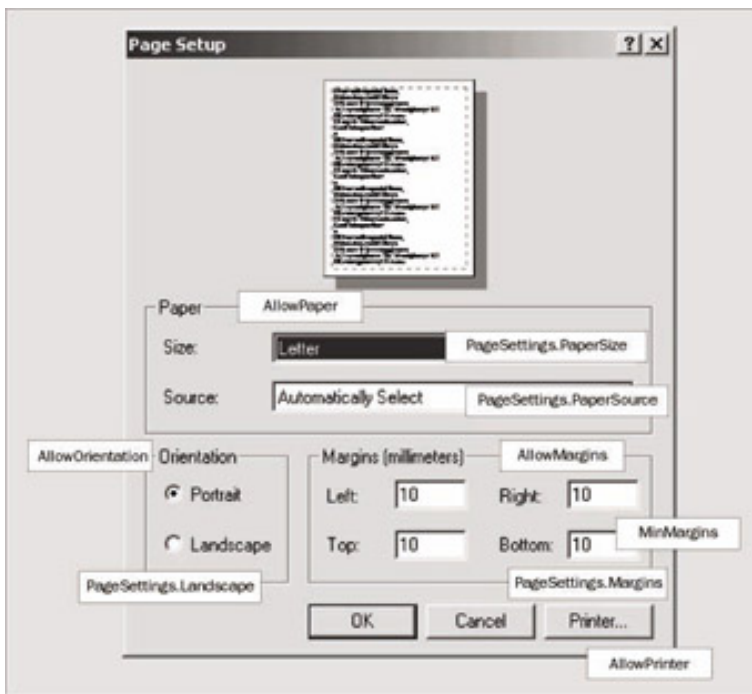 Page Setup
Paper
AllowPaper
Size:
Letter
PageSettings.PaperSize
Source:
Automatically Select
PageSettings.PaperSource
AllowOrientation
Orientation
Margins (millimeters)
AllowMargins
Portrait
Left:
10
Right:
10
Landscape
Top:
10
Bottom:
10
MinMargins
PageSettings.Landscape
PageSettings.Margins
OK
Cancel
Printer...
AllowPrinter